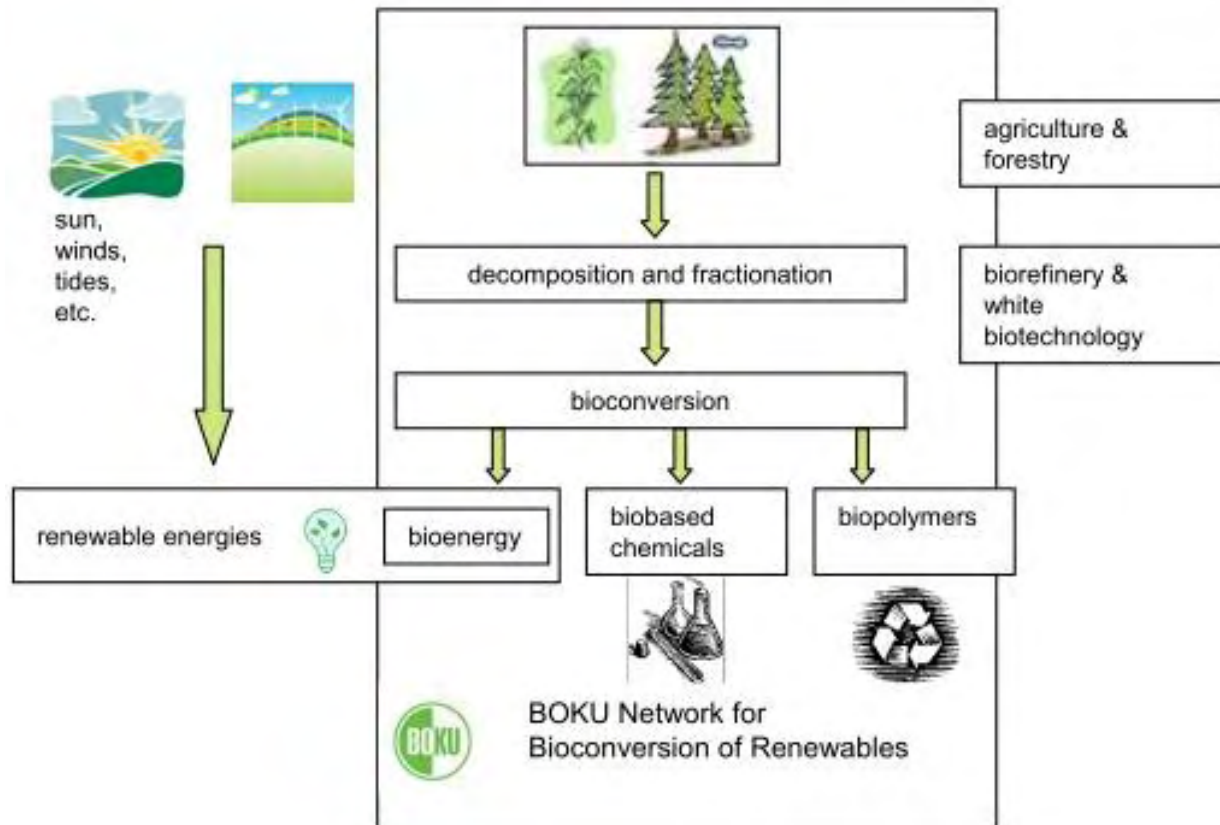 agriculture &
forestry
sun,
winds,
tides,
etc.
decomposition and fractionation
biorefinery &
white
biotechnology
bioconversion
renewable energies
bioenergy
biobased
chemicals
biopolymers
BOKU
BOKU Network for
Bioconversion of Renewables